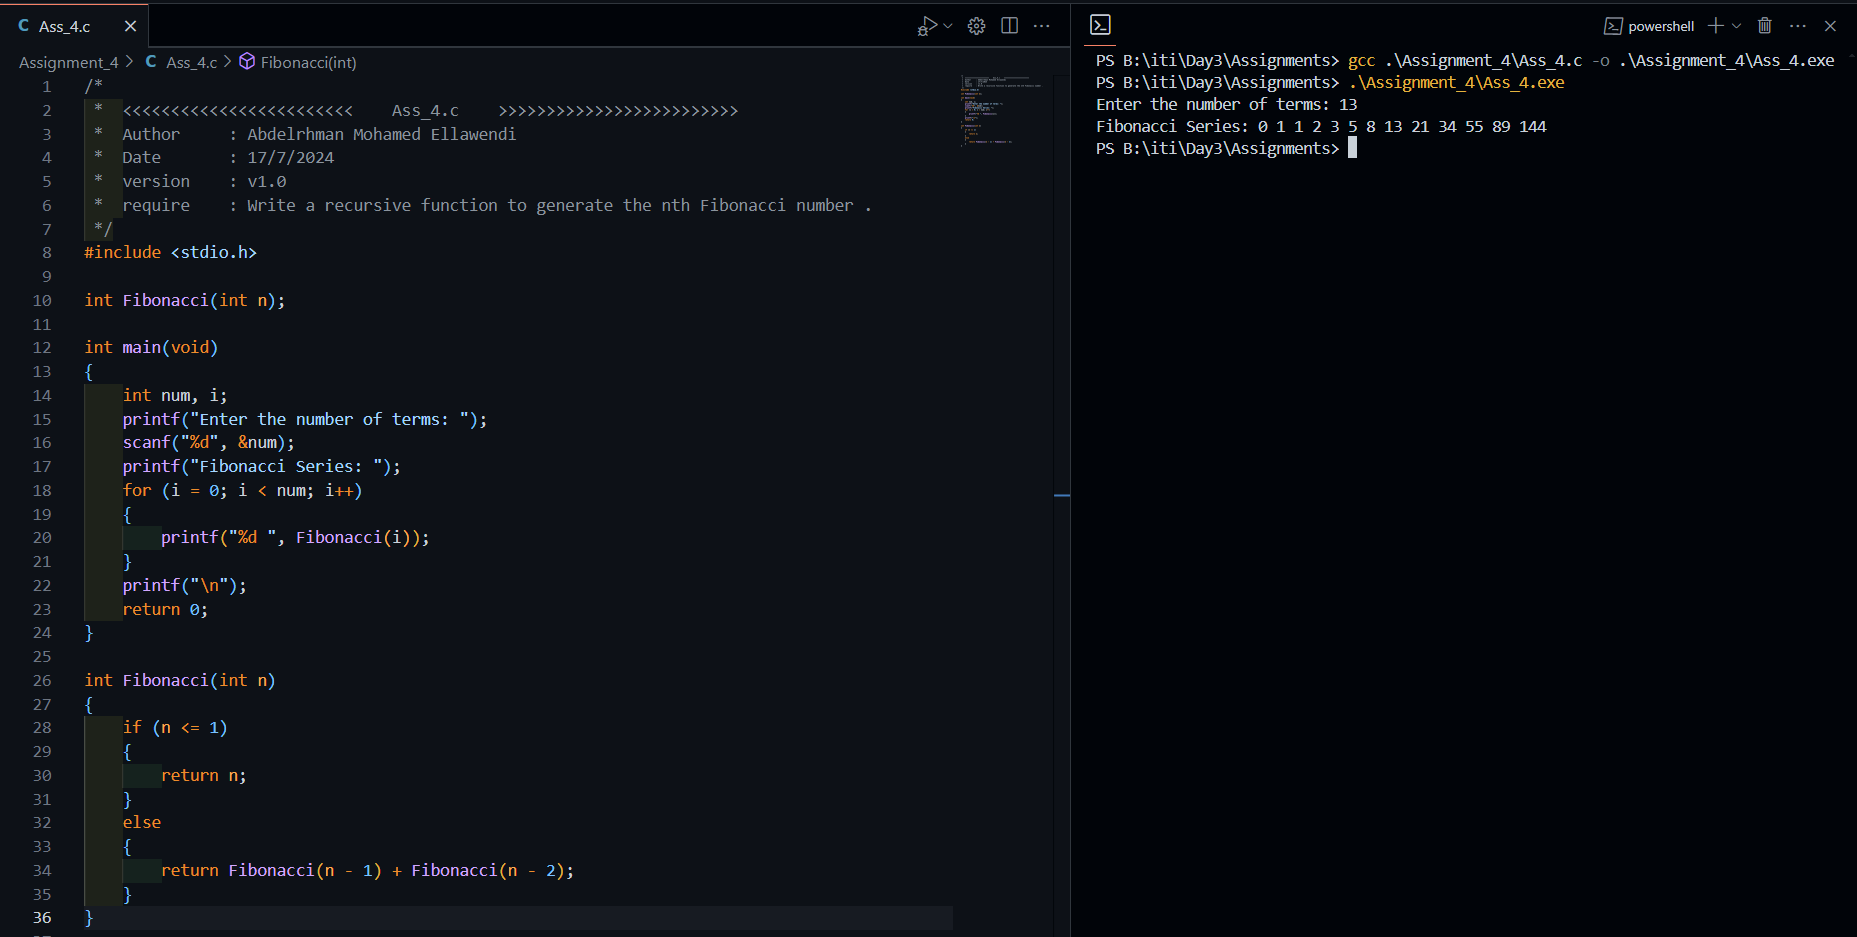 C Ass_4.c
powershell
Assignment_4 > C Ass_4.c > Fibonacci(int)
1 /*
2 * <<<<<<<<<<<<<<<<<<<<<<<< Ass_4.c >>>>>>>>>>>>>>>>>>>>>>>>>
3 * Author : Abdelrhman Mohamed Ellawendi
4 * Date : 17/7/2024
5 * version : v1.0
6 * require : Write a recursive function to generate the nth Fibonacci number .
7 */
8 #include <stdio.h>
9
10 int Fibonacci(int n);
11
12 int main(void)
13 {
14 int num, i;
15 printf("Enter the number of terms: ");
16 scanf("%d", &num);
17 printf("Fibonacci Series: ");
18 for (i = 0; i < num; i++)
19 {
20 printf("%d ", Fibonacci(i));
21 }
22 printf("\n");
23 return 0;
24 }
25
26 int Fibonacci(int n)
27 {
28 if (n <= 1)
29 {
30 return n;
31 }
32 else
33 {
34 return Fibonacci(n - 1) + Fibonacci(n - 2);
35 }
36 }
PS B:\iti\Day3\Assignments> gcc .\Assignment_4\Ass_4.c -o .\Assignment_4\Ass_4.exe
PS B:\iti\Day3\Assignments> .\Assignment_4\Ass_4.exe
Enter the number of terms: 13
Fibonacci Series: 0 1 1 2 3 5 8 13 21 34 55 89 144
PS B:\iti\Day3\Assignments>